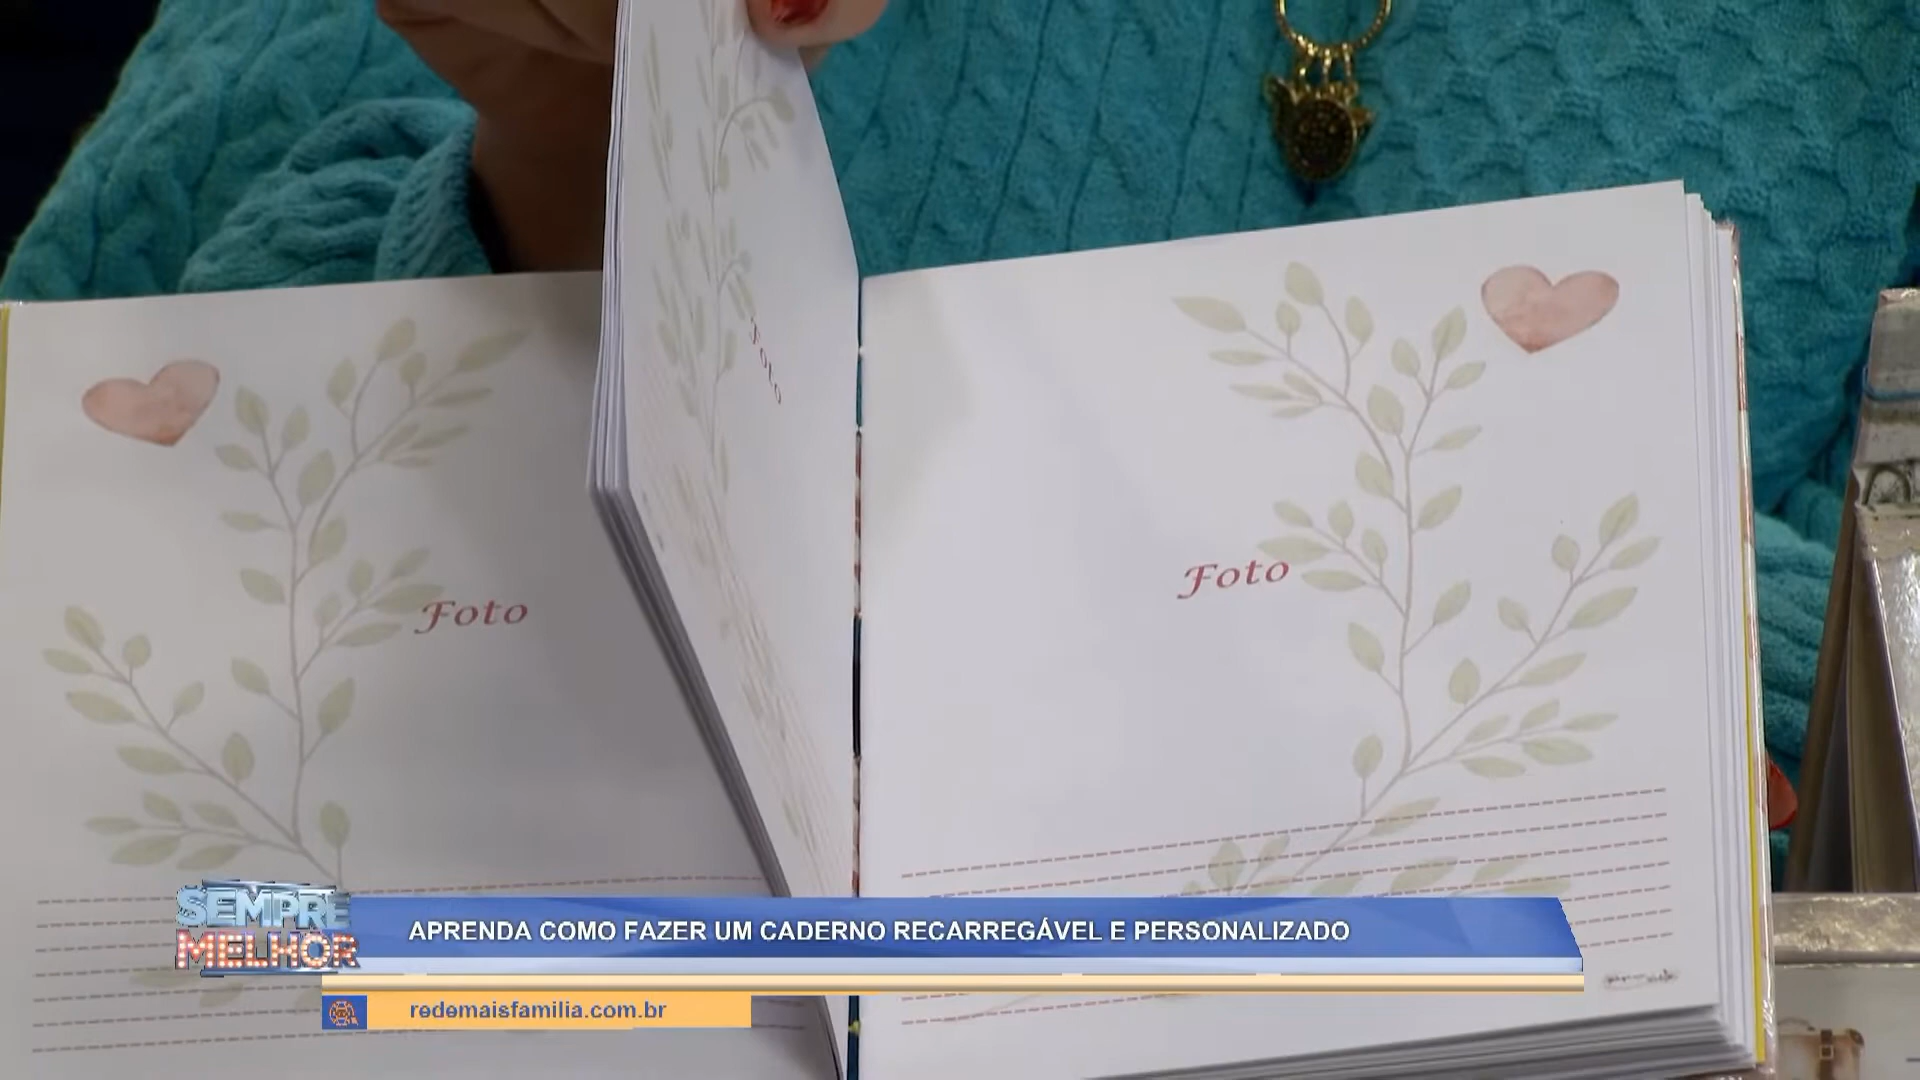 Foto
Foto
Foto
SEMPRE
MELHOR
APRENDA COMO FAZER UM CADERNO RECARREGÁVEL E PERSONALIZADO
redemaisfamilia.com.br